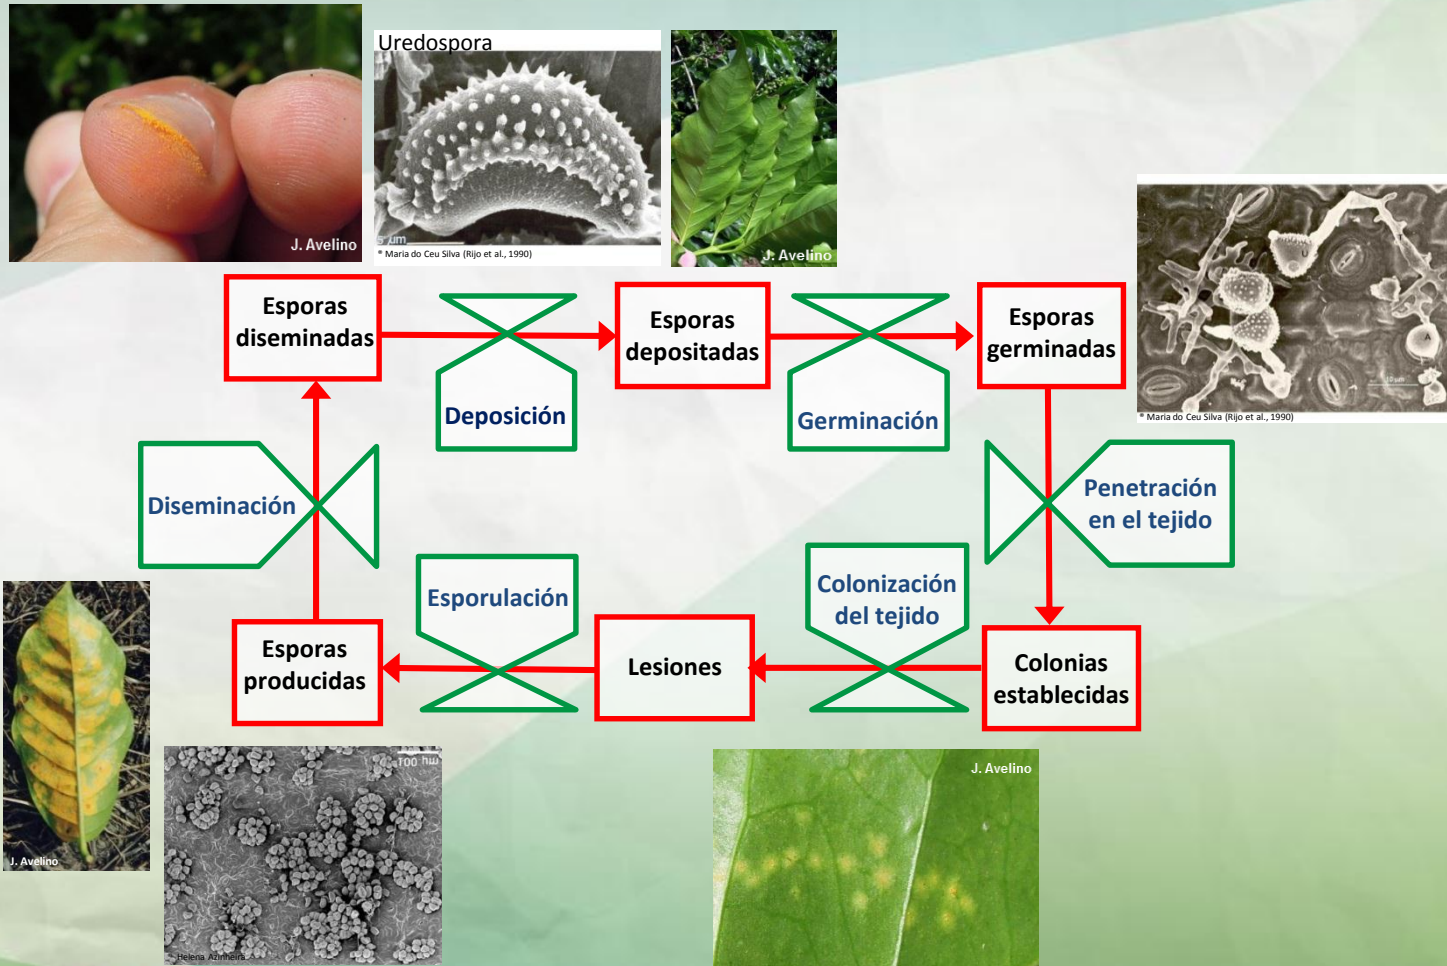 Uredospora
J. Avelino
5 µm
* Maria do Ceu Silva (Rijo et al., 1990)
J. Avelino
Esporas
diseminadas
Deposición
Esporas
depositadas
Germinación
Esporas
germinadas
U
A
10 µm
* Maria do Ceu Silva (Rijo et al., 1990)
Diseminación
Penetración
en el tejido
Esporas
producidas
Esporulación
Lesiones
Colonización
del tejido
Colonias
establecidas
J. Avelino
100 µm
Helena Azinheira
J. Avelino